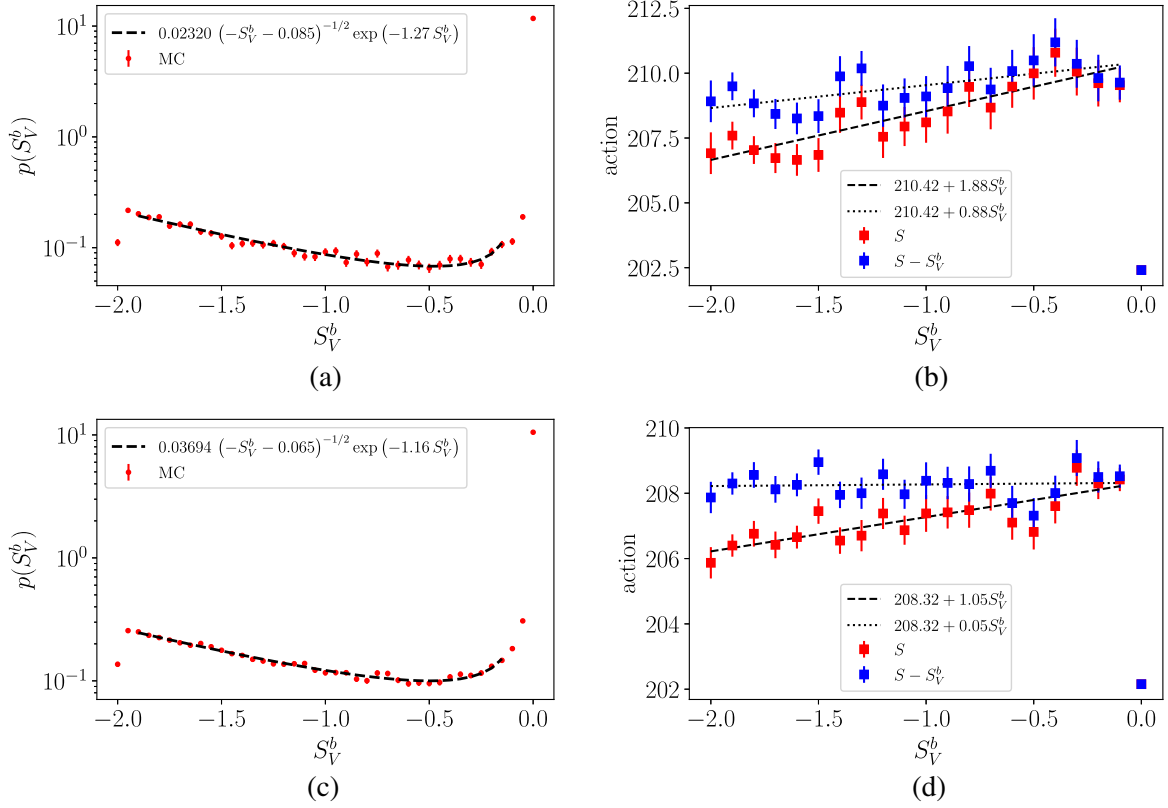 10^1
10^0
10^{-1}
p(S_V^b)
0.02320 (−S_V^b − 0.085)^{−1/2} exp (−1.27 S_V^b)
MC
−2.0 −1.5 −1.0 −0.5 0.0
S_V^b
(a)
212.5
210.0
207.5
205.0
202.5
action
210.42 + 1.88S_V^b
210.42 + 0.88S_V^b
S
S − S_V^b
−2.0 −1.5 −1.0 −0.5 0.0
S_V^b
(b)
10^1
10^0
10^{-1}
p(S_V^b)
0.03694 (−S_V^b − 0.065)^{−1/2} exp (−1.16 S_V^b)
MC
−2.0 −1.5 −1.0 −0.5 0.0
S_V^b
(c)
210
208
206
204
202
action
208.32 + 1.05S_V^b
208.32 + 0.05S_V^b
S
S − S_V^b
−2.0 −1.5 −1.0 −0.5 0.0
S_V^b
(d)